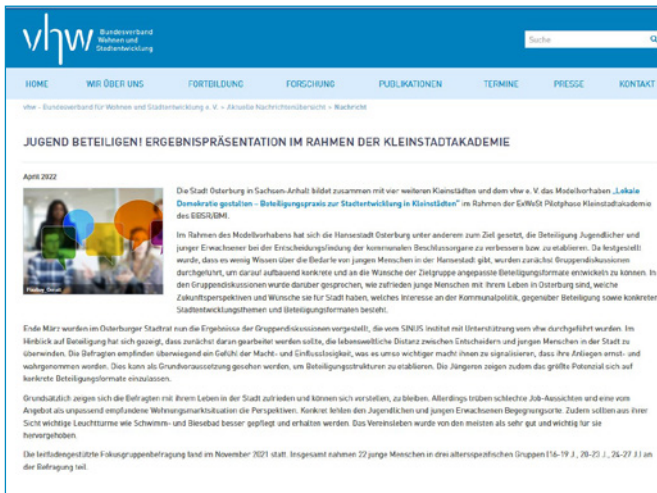 vhw
Bundesverband
Wohnen und
Stadtentwicklung
Suche
HOME WIR ÜBER UNS FORTBILDUNG FORSCHUNG PUBLIKATIONEN TERMINE PRESSE KONTAKT
vhw - Bundesverband für Wohnen und Stadtentwicklung e. V. » Aktuelle Nachrichtenübersicht » Nachricht
JUGEND BETEILIGEN! ERGEBNISPRÄSENTATION IM RAHMEN DER KLEINSTADTAKADEMIE
April 2022
Die Stadt Osterburg in Sachsen-Anhalt bildet zusammen mit vier weiteren Kleinstädten und dem vhw e. V. das Modellvorhaben „Lokale
Demokratie gestalten – Beteiligungspraxis zur Stadtentwicklung in Kleinstädten" im Rahmen der ExWoSt Pilotphase Kleinstadtakademie
des BBSR/BMI.
Im Rahmen des Modellvorhabens hat sich die Hansestadt Osterburg unter anderem zum Ziel gesetzt, die Beteiligung Jugendlicher und
junger Erwachsener bei der Entscheidungsfindung der kommunalen Beschlussorgane zu verbessern bzw. zu etablieren. Da festgestellt
wurde, dass es wenig Wissen über die Bedarfe von jungen Menschen in der Hansestadt gibt, wurden zunächst Gruppendiskussionen
durchgeführt, um darauf aufbauend konkrete und an die Wünsche der Zielgruppe angepasste Beteiligungsformate entwickeln zu können. In
den Gruppendiskussionen wurde darüber gesprochen, wie zufrieden junge Menschen mit ihrem Leben in Osterburg sind, welche
Zukunftsperspektiven und Wünsche sie für Stadt haben, welches Interesse an der Kommunalpolitik, gegenüber Beteiligung sowie konkreten
Stadtentwicklungsthemen und Beteiligungsformaten besteht.
Ende März wurden im Osterburger Stadtrat nun die Ergebnisse der Gruppendiskussionen vorgestellt, die vom SINUS Institut mit Unterstützung vom vhw durchgeführt wurden. Im
Hinblick auf Beteiligung hat sich gezeigt, dass zunächst daran gearbeitet werden sollte, die lebensweltliche Distanz zwischen Entscheidern und jungen Menschen in der Stadt zu
überwinden. Die Befragten empfinden überwiegend ein Gefühl der Macht- und Einflusslosigkeit, was es umso wichtiger macht ihnen zu signalisieren, dass ihre Anliegen ernst- und
wahrgenommen werden. Dies kann als Grundvoraussetzung gesehen werden, um Beteiligungsstrukturen zu etablieren. Die Jüngeren zeigen zudem das größte Potenzial sich auf
konkrete Beteiligungsformate einzulassen.
Grundsätzlich zeigen sich die Befragten mit ihrem Leben in der Stadt zufrieden und können sich vorstellen, zu bleiben. Allerdings trüben schlechte Job-Aussichten und eine vom
Angebot als unpassend empfundene Wohnungsmarktsituation die Perspektiven. Konkret fehlen den Jugendlichen und jungen Erwachsenen Begegnungsorte. Zudem sollten aus ihrer
Sicht wichtige Leuchttürme wie Schwimm- und Biesebad besser gepflegt und erhalten werden. Das Vereinsleben wurde von den meisten als sehr gut und wichtig für sie
hervorgehoben.
Die leitfadengestützte Fokusgruppenbefragung fand im November 2021 statt. Insgesamt nahmen 22 junge Menschen in drei altersspezifischen Gruppen (16-19 J., 20-23 J., 24-27 J.) an
der Befragung teil.